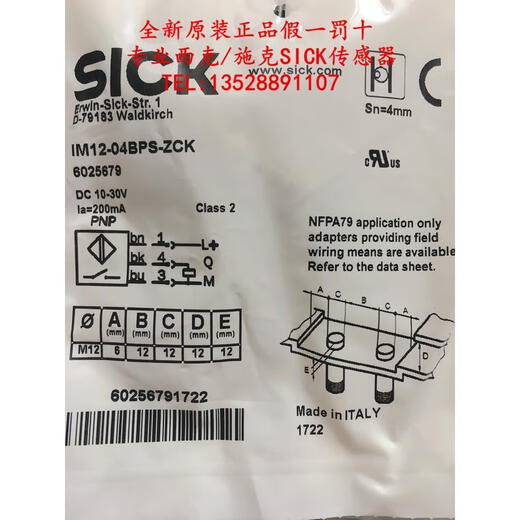 全新原装正品假一罚十
专业西克/施克SICK传感器
TEL:13528891107
SICK
www.sick.com
Erwin-Sick-Str. 1
D-79183 Waldkirch
Sn=4mm
IM12-04BPS-ZCK
6025679
DC 10-30V
Ia=200mA
Class 2
PNP
bn 1 L+
bk 4 Q
bu 3 M
c UR US
NFPA79 application only
adapters providing field
wiring means are available
Refer to the data sheet.
Ø A (mm) B (mm) C (mm) D (mm) E (mm)
M12 6 12 12 12 12
A C B C A
D
E
60256791722
Made in ITALY
1722